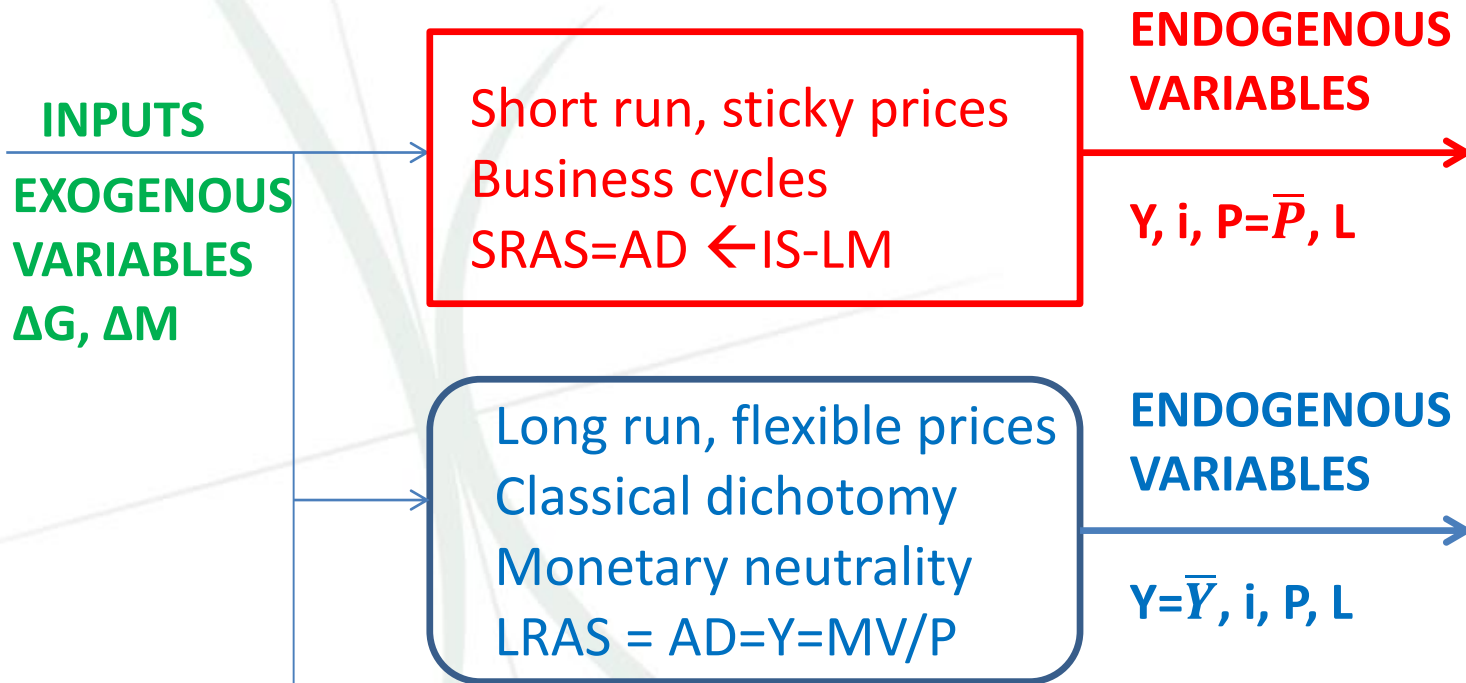 INPUTS
EXOGENOUS
VARIABLES
ΔG, ΔM
Short run, sticky prices
Business cycles
SRAS=AD ←IS-LM
ENDOGENOUS
VARIABLES
Y, i, P=P̅, L
Long run, flexible prices
Classical dichotomy
Monetary neutrality
LRAS = AD=Y=MV/P
ENDOGENOUS
VARIABLES
Y=Y̅, i, P, L